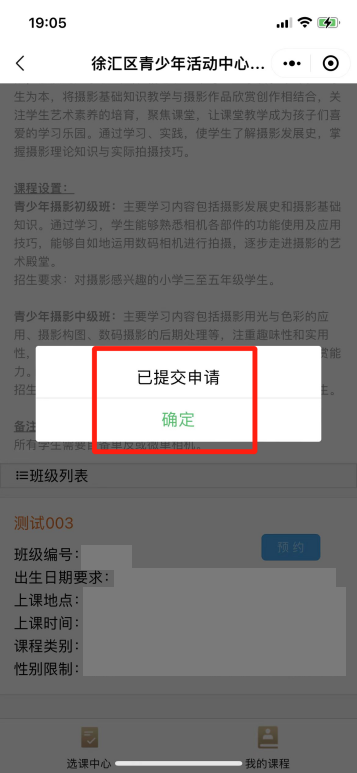 19:05
徐汇区青少年活动中心...
生为本，将摄影基础知识教学与摄影作品欣赏创作相结合，关
注学生艺术素养的培育，聚焦课堂，让课堂教学成为孩子们喜
爱的学习乐园。通过学习、实践，使学生了解摄影发展史，掌
握摄影理论知识与实际拍摄技巧。
课程设置：
青少年摄影初级班：主要学习内容包括摄影发展史和摄影基础
知识。通过学习，学生能够熟悉相机各部件的功能使用及应用
技巧，能够自如地运用数码相机进行拍摄，逐步走进摄影的艺
术殿堂。
招生要求：对摄影感兴趣的小学三至五年级学生。
青少年摄影中级班：主要学习内容包括摄影用光与色彩的应
用、摄影构图、数码摄影的后期处理等，注重趣味性和实用
性，
赏能
力。
招生
生。
已提交申请
确定
备注
所有学生需要自备单反或微单相机。
班级列表
测试003
班级编号：
预约
出生日期要求：
上课地点：
上课时间：
课程类别：
性别限制：
选课中心
我的课程